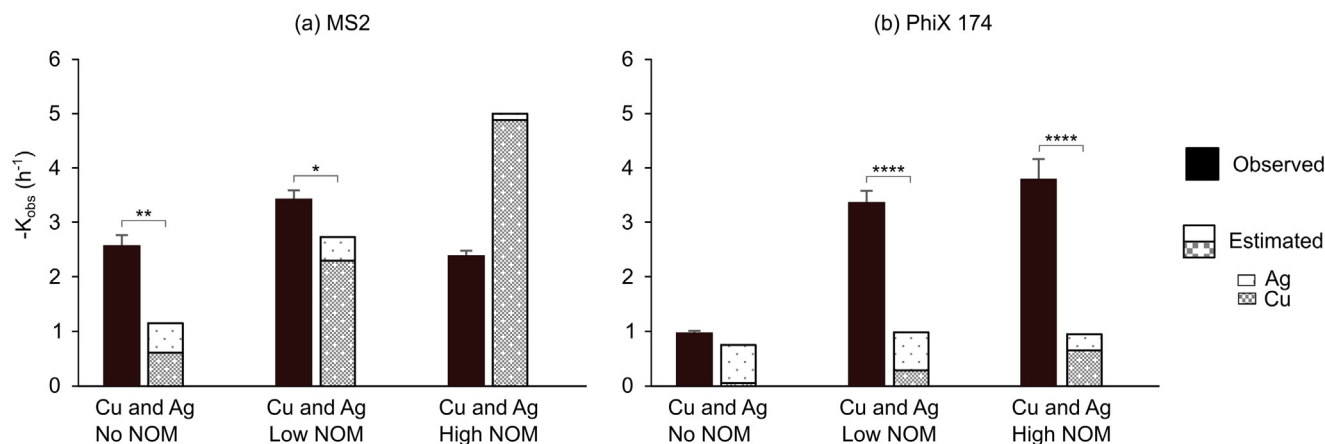 (a) MS2
6
5
4
3
2
1
0
-K_obs (h⁻¹)
**
*
Cu and Ag
No NOM
Cu and Ag
Low NOM
Cu and Ag
High NOM
(b) PhiX 174
6
5
4
3
2
1
0
****
****
Cu and Ag
No NOM
Cu and Ag
Low NOM
Cu and Ag
High NOM
Observed
Estimated
Ag
Cu